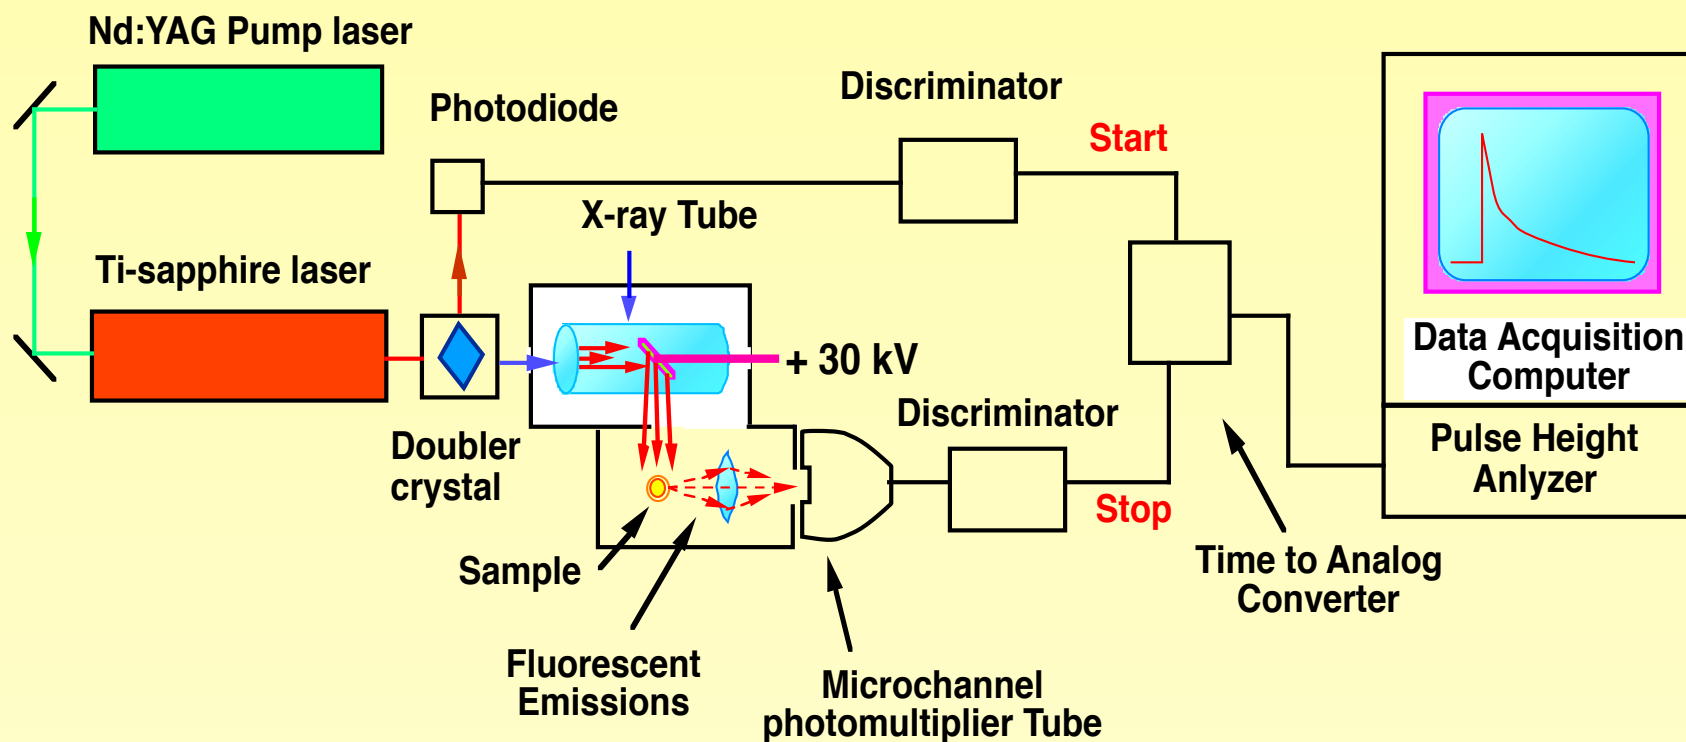 Nd:YAG Pump laser
Photodiode
Discriminator
Start
X-ray Tube
Ti-sapphire laser
+ 30 kV
Data Acquisition
Computer
Discriminator
Doubler
crystal
Pulse Height
Anlyzer
Stop
Sample
Time to Analog
Converter
Fluorescent
Emissions
Microchannel
photomultiplier Tube